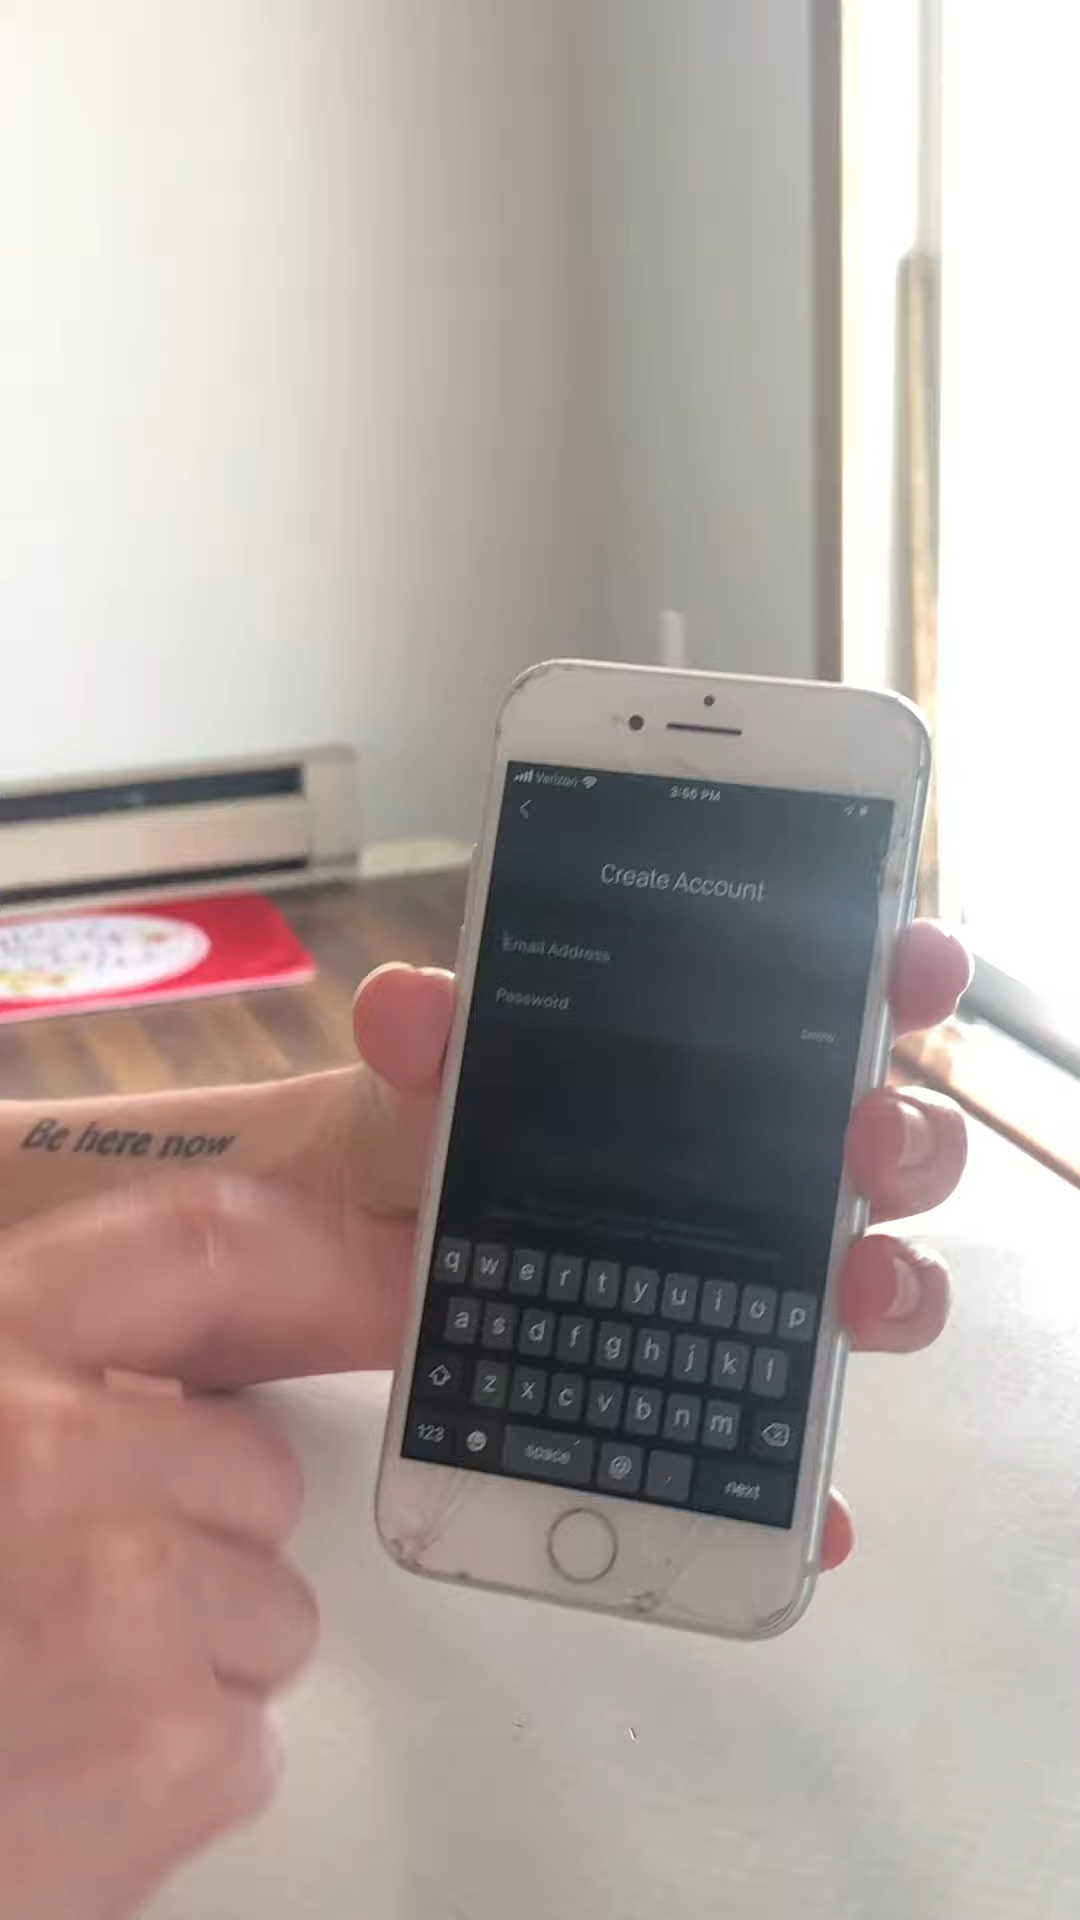 Verizon
3:56 PM
Create Account
Email Address
Password
Be here now
q w e r t y u i o p
a s d f g h j k l
z x c v b n m
123 space @ . next